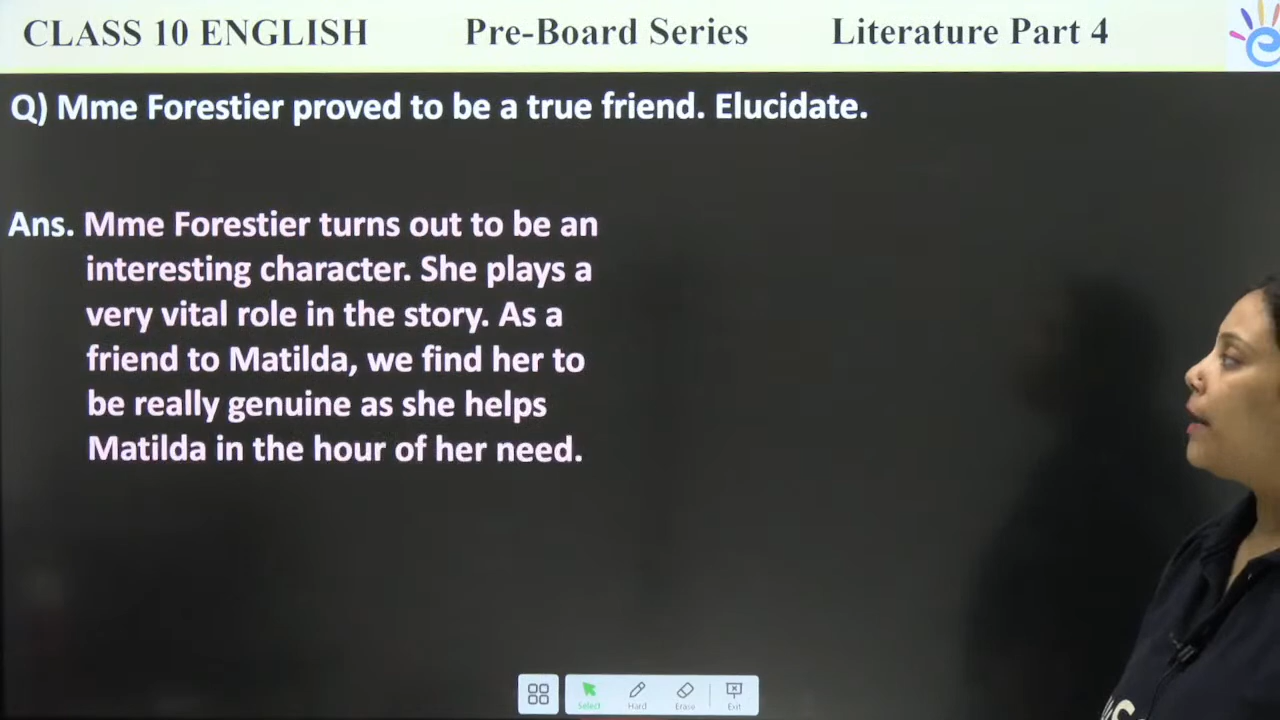 CLASS 10 ENGLISH Pre-Board Series Literature Part 4
Q) Mme Forestier proved to be a true friend. Elucidate.
Ans. Mme Forestier turns out to be an
interesting character. She plays a
very vital role in the story. As a
friend to Matilda, we find her to
be really genuine as she helps
Matilda in the hour of her need.
Select Hard Erase Exit